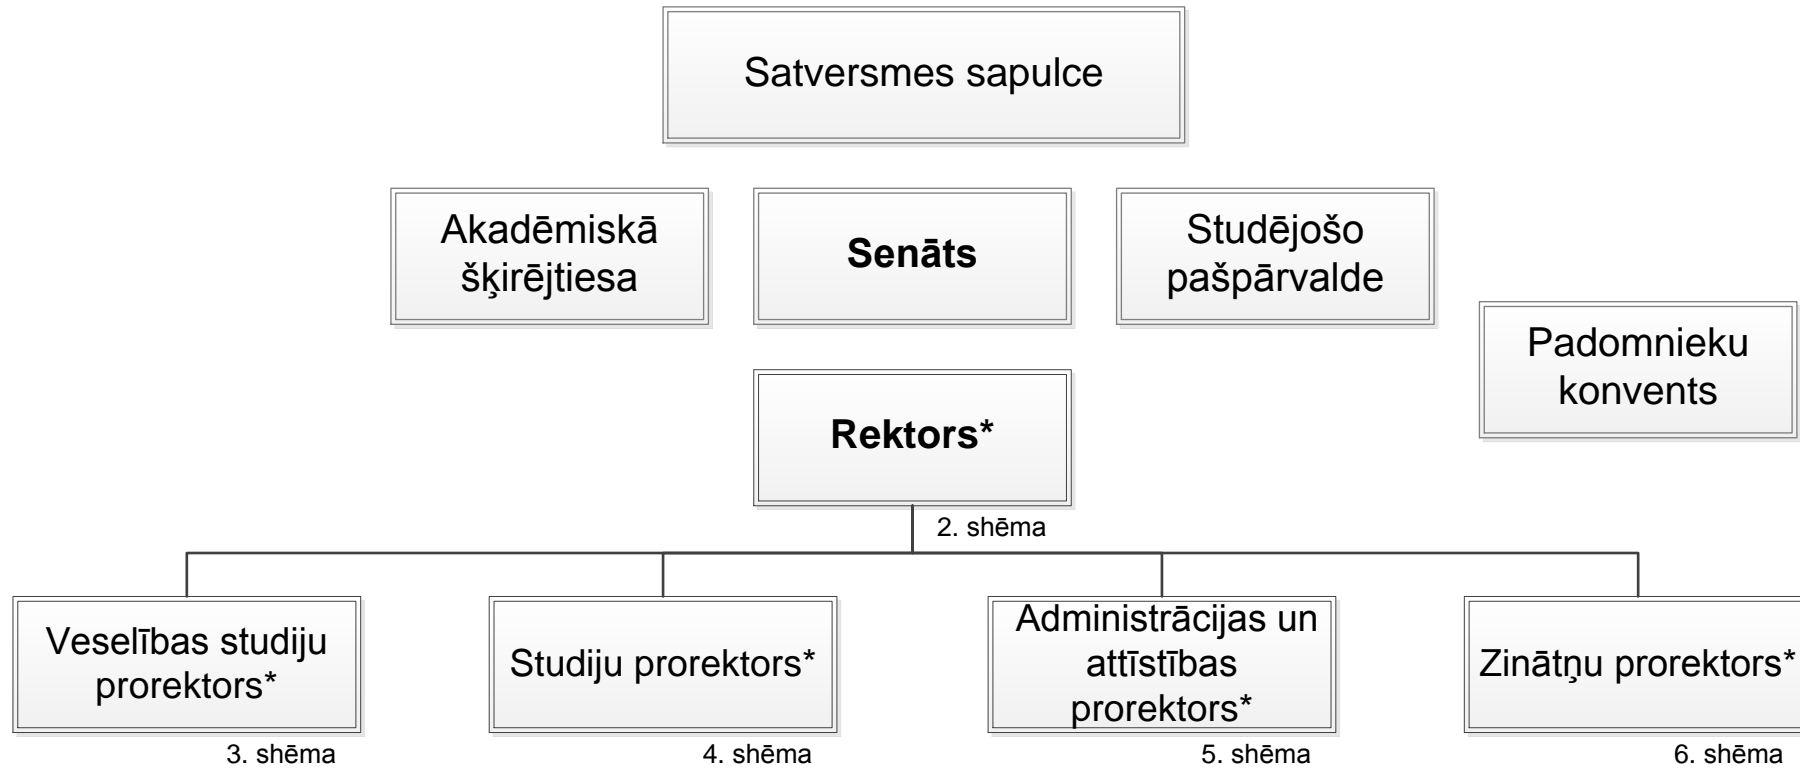 Satversmes sapulce
Akadēmiskā
šķirējtiesa
Senāts
Studējošo
pašpārvalde
Padomnieku
konvents
Rektors*
2. shēma
Veselības studiju
prorektors*
3. shēma
Studiju prorektors*
4. shēma
Administrācijas un
attīstības
prorektors*
5. shēma
Zinātņu prorektors*
6. shēma